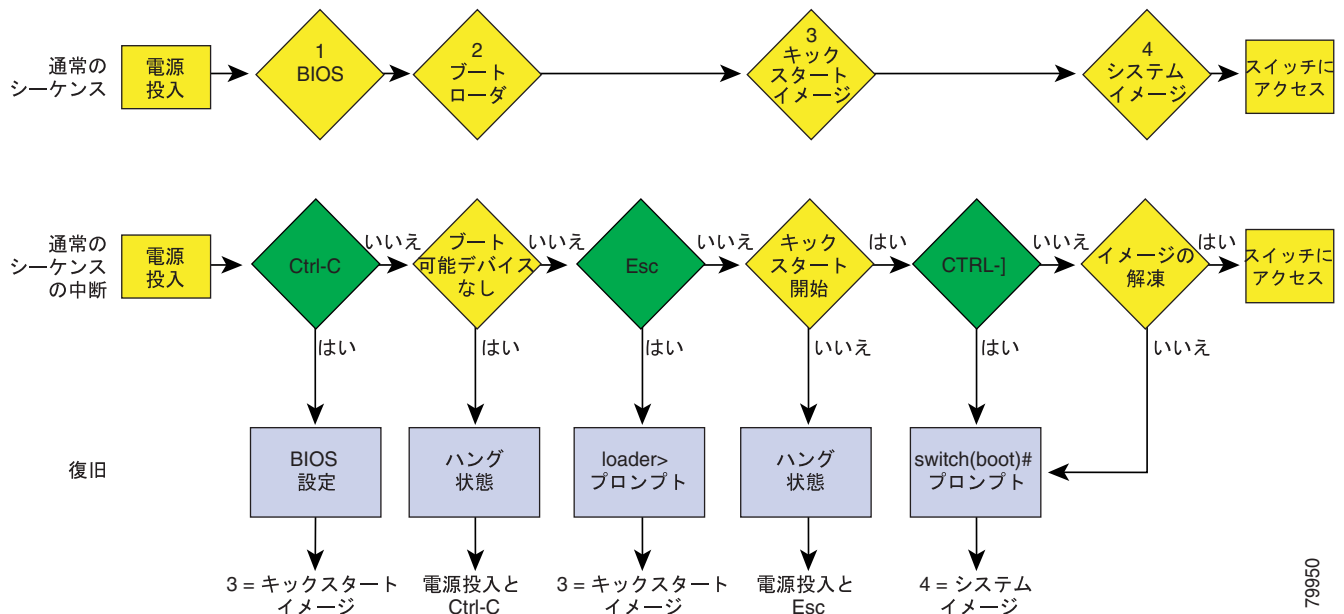 通常の
シーケンス
電源
投入
1
BIOS
2
ブート
ローダ
3
キック
スタート
イメージ
4
システム
イメージ
スイッチに
アクセス
通常の
シーケンス
の中断
電源
投入
Ctrl-C
いいえ
ブート
可能デバイス
なし
いいえ
Esc
いいえ
キック
スタート
開始
はい
CTRL-]
いいえ
イメージの
解凍
はい
スイッチに
アクセス
はい
はい
はい
いいえ
はい
いいえ
復旧
BIOS
設定
ハング
状態
loader>
プロンプト
ハング
状態
switch(boot)#
プロンプト
3 = キックスタート
イメージ
電源投入と
Ctrl-C
3 = キックスタート
イメージ
電源投入と
Esc
4 = システム
イメージ
79950